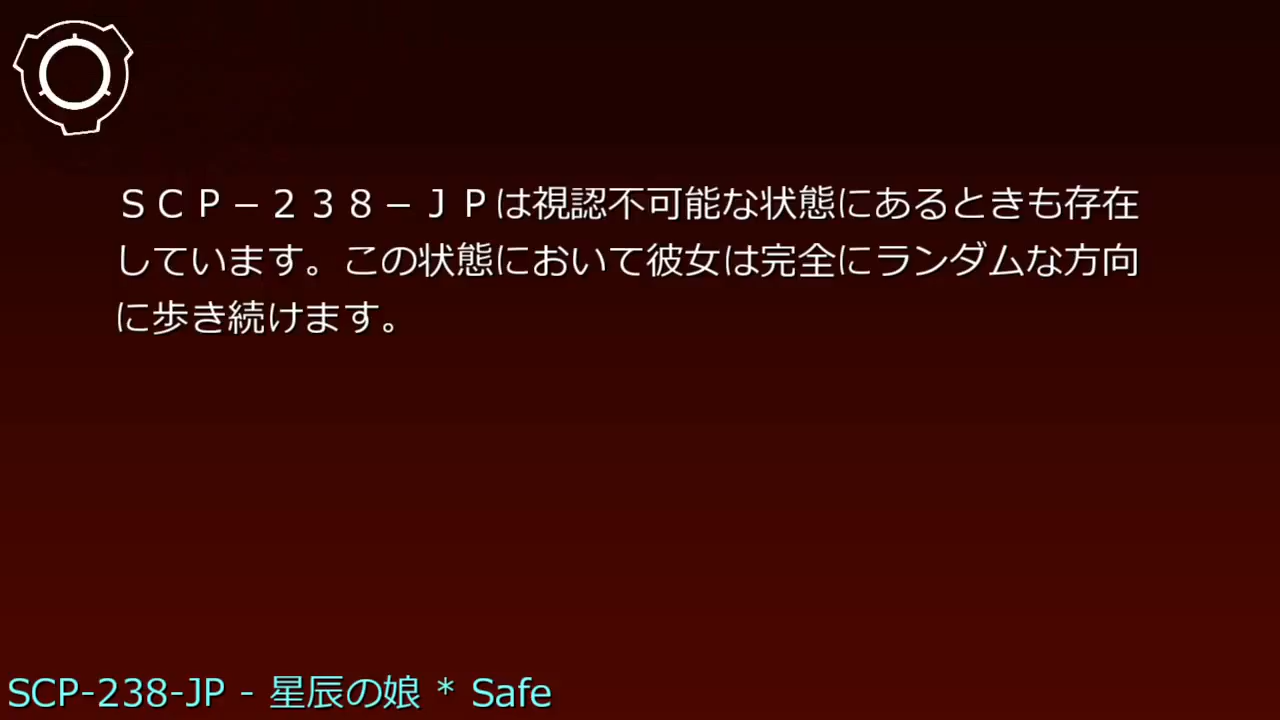 ＳＣＰ－２３８－ＪＰは視認不可能な状態にあるときも存在
しています。この状態において彼女は完全にランダムな方向
に歩き続けます。
SCP-238-JP - 星辰の娘 * Safe